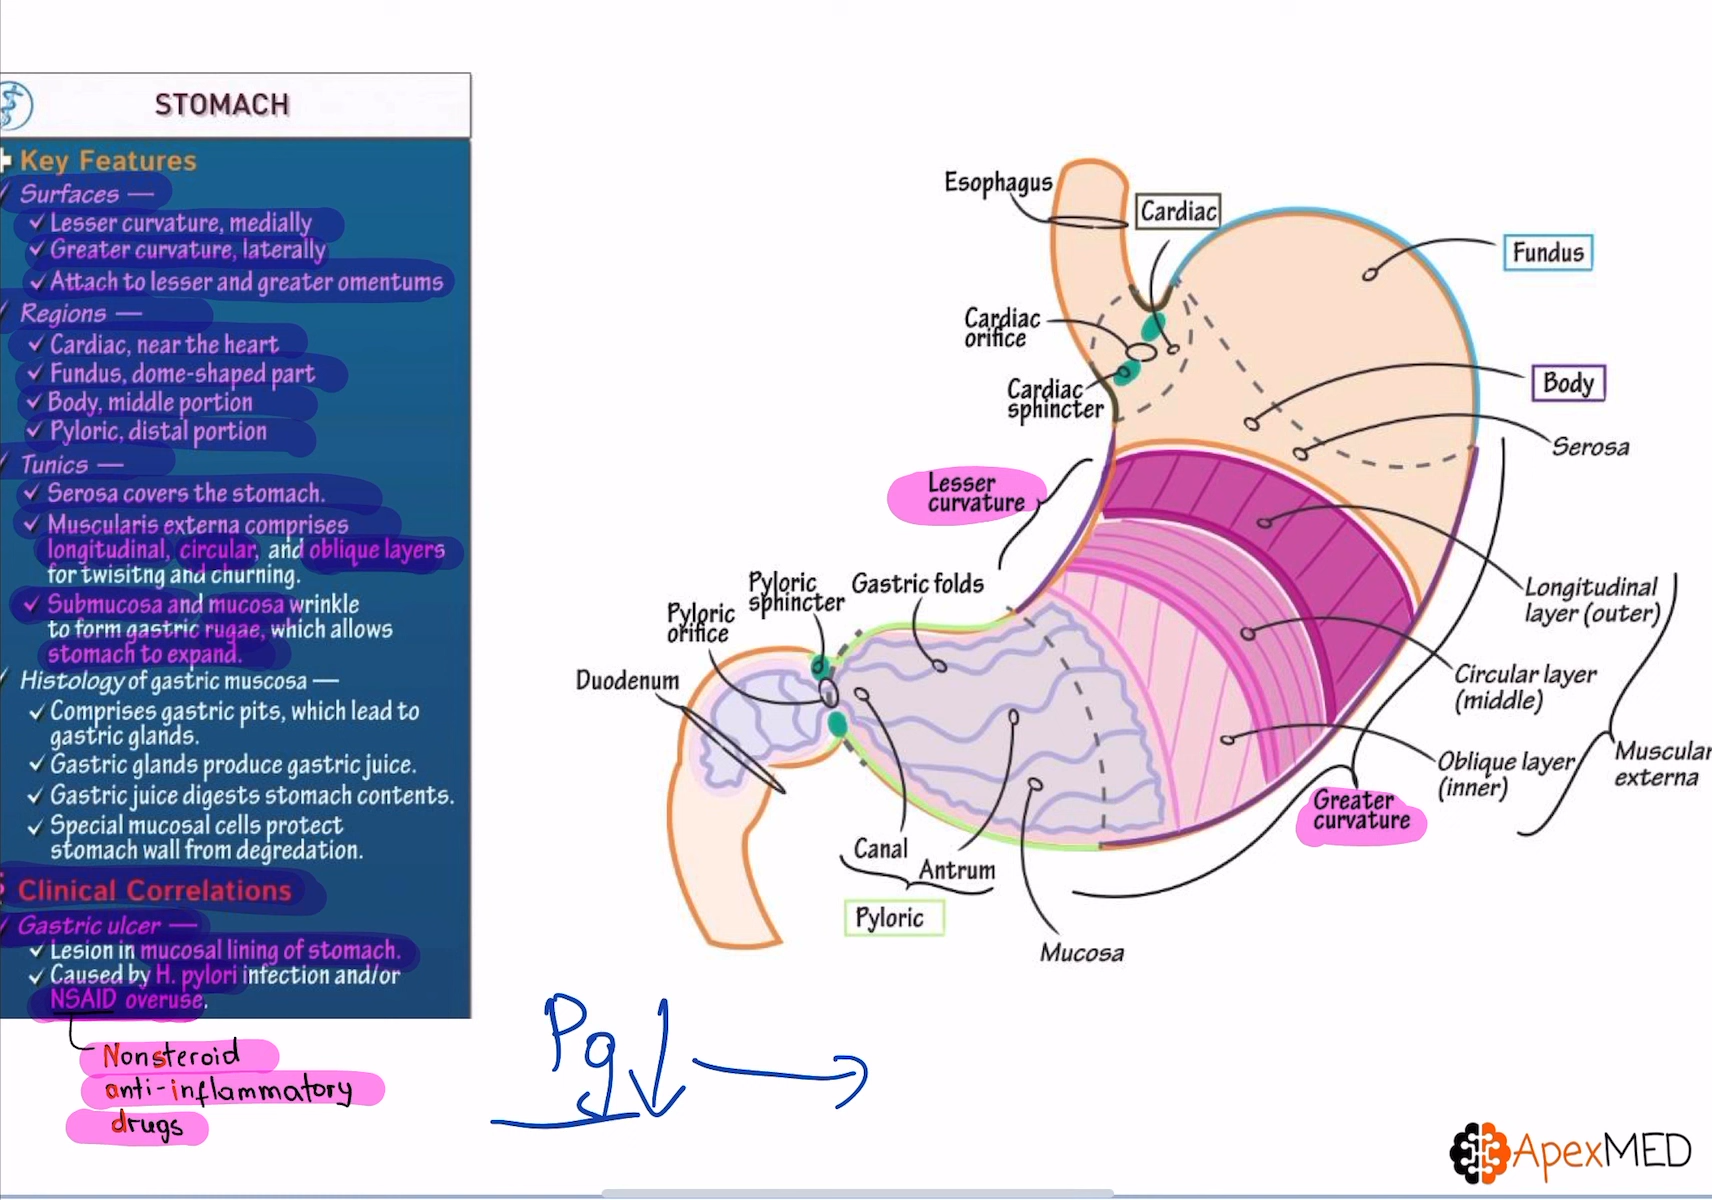 STOMACH
Key Features
Surfaces —
✓ Lesser curvature, medially
✓ Greater curvature, laterally
✓ Attach to lesser and greater omentums
Regions —
✓ Cardiac, near the heart
✓ Fundus, dome-shaped part
✓ Body, middle portion
✓ Pyloric, distal portion
Tunics —
✓ Serosa covers the stomach.
✓ Muscularis externa comprises
longitudinal, circular, and oblique layers
for twisitng and churning.
✓ Submucosa and mucosa wrinkle
to form gastric rugae, which allows
stomach to expand.
Histology of gastric muscosa —
✓ Comprises gastric pits, which lead to
gastric glands.
✓ Gastric glands produce gastric juice.
✓ Gastric juice digests stomach contents.
✓ Special mucosal cells protect
stomach wall from degredation.
Clinical Correlations
Gastric ulcer —
✓ Lesion in mucosal lining of stomach.
✓ Caused by H. pylori infection and/or
NSAID overuse.
Nonsteroid
anti-inflammatory
drugs
Esophagus
Cardiac
Fundus
Cardiac
orifice
Cardiac
sphincter
Body
Serosa
Lesser
curvature
Pyloric
sphincter
Gastric folds
Pyloric
orifice
Duodenum
Longitudinal
layer (outer)
Circular layer
(middle)
Oblique layer
(inner)
Muscular
externa
Greater
curvature
Canal
Antrum
Pyloric
Mucosa
Pg ↓ →
ApexMED